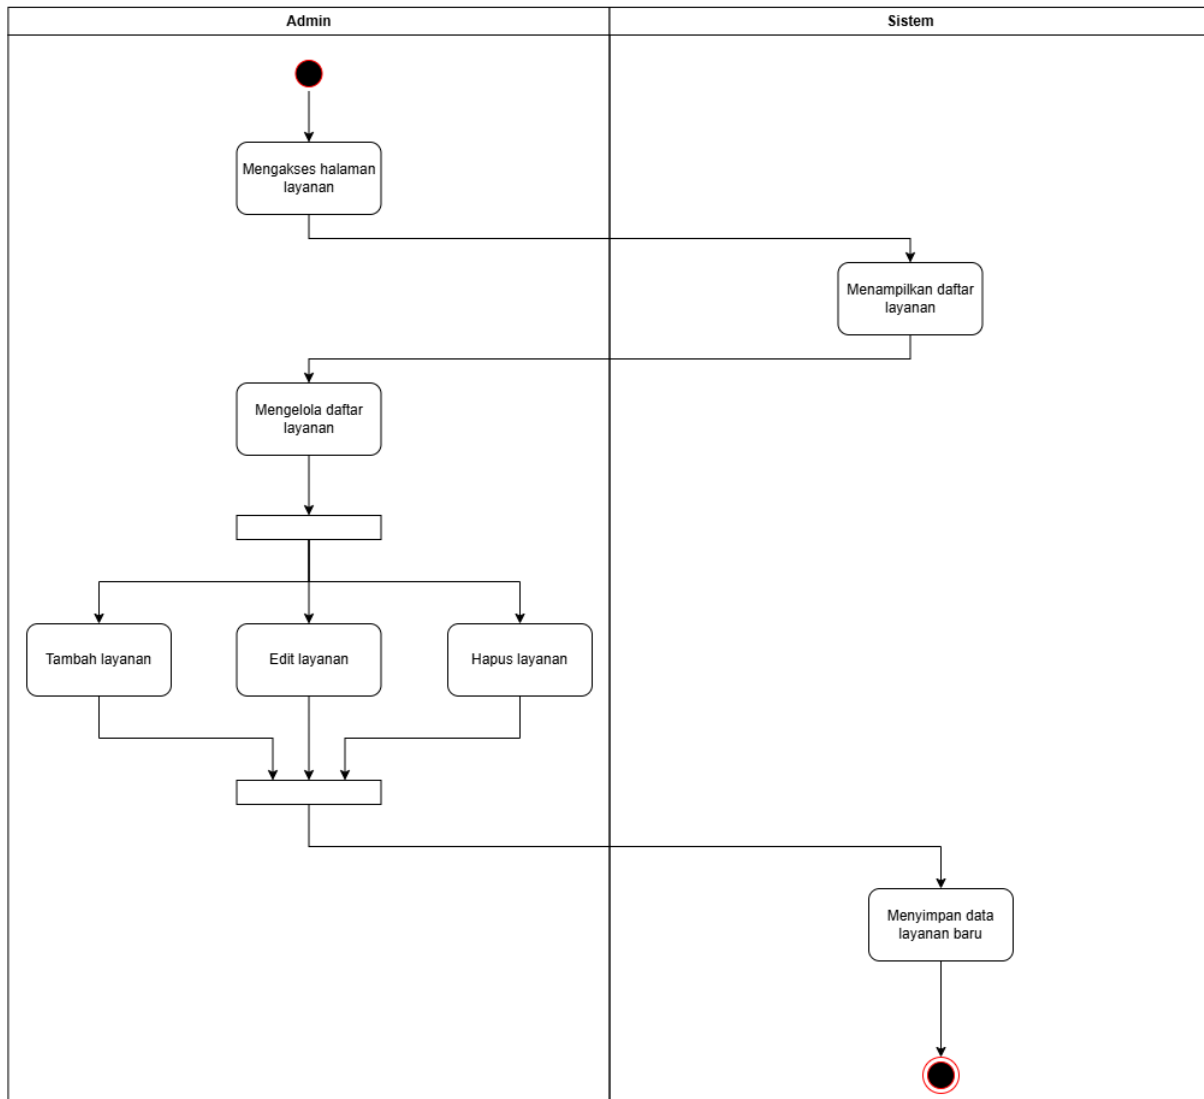 Admin
Sistem
Mengakses halaman
layanan
Menampilkan daftar
layanan
Mengelola daftar
layanan
Tambah layanan
Edit layanan
Hapus layanan
Menyimpan data
layanan baru